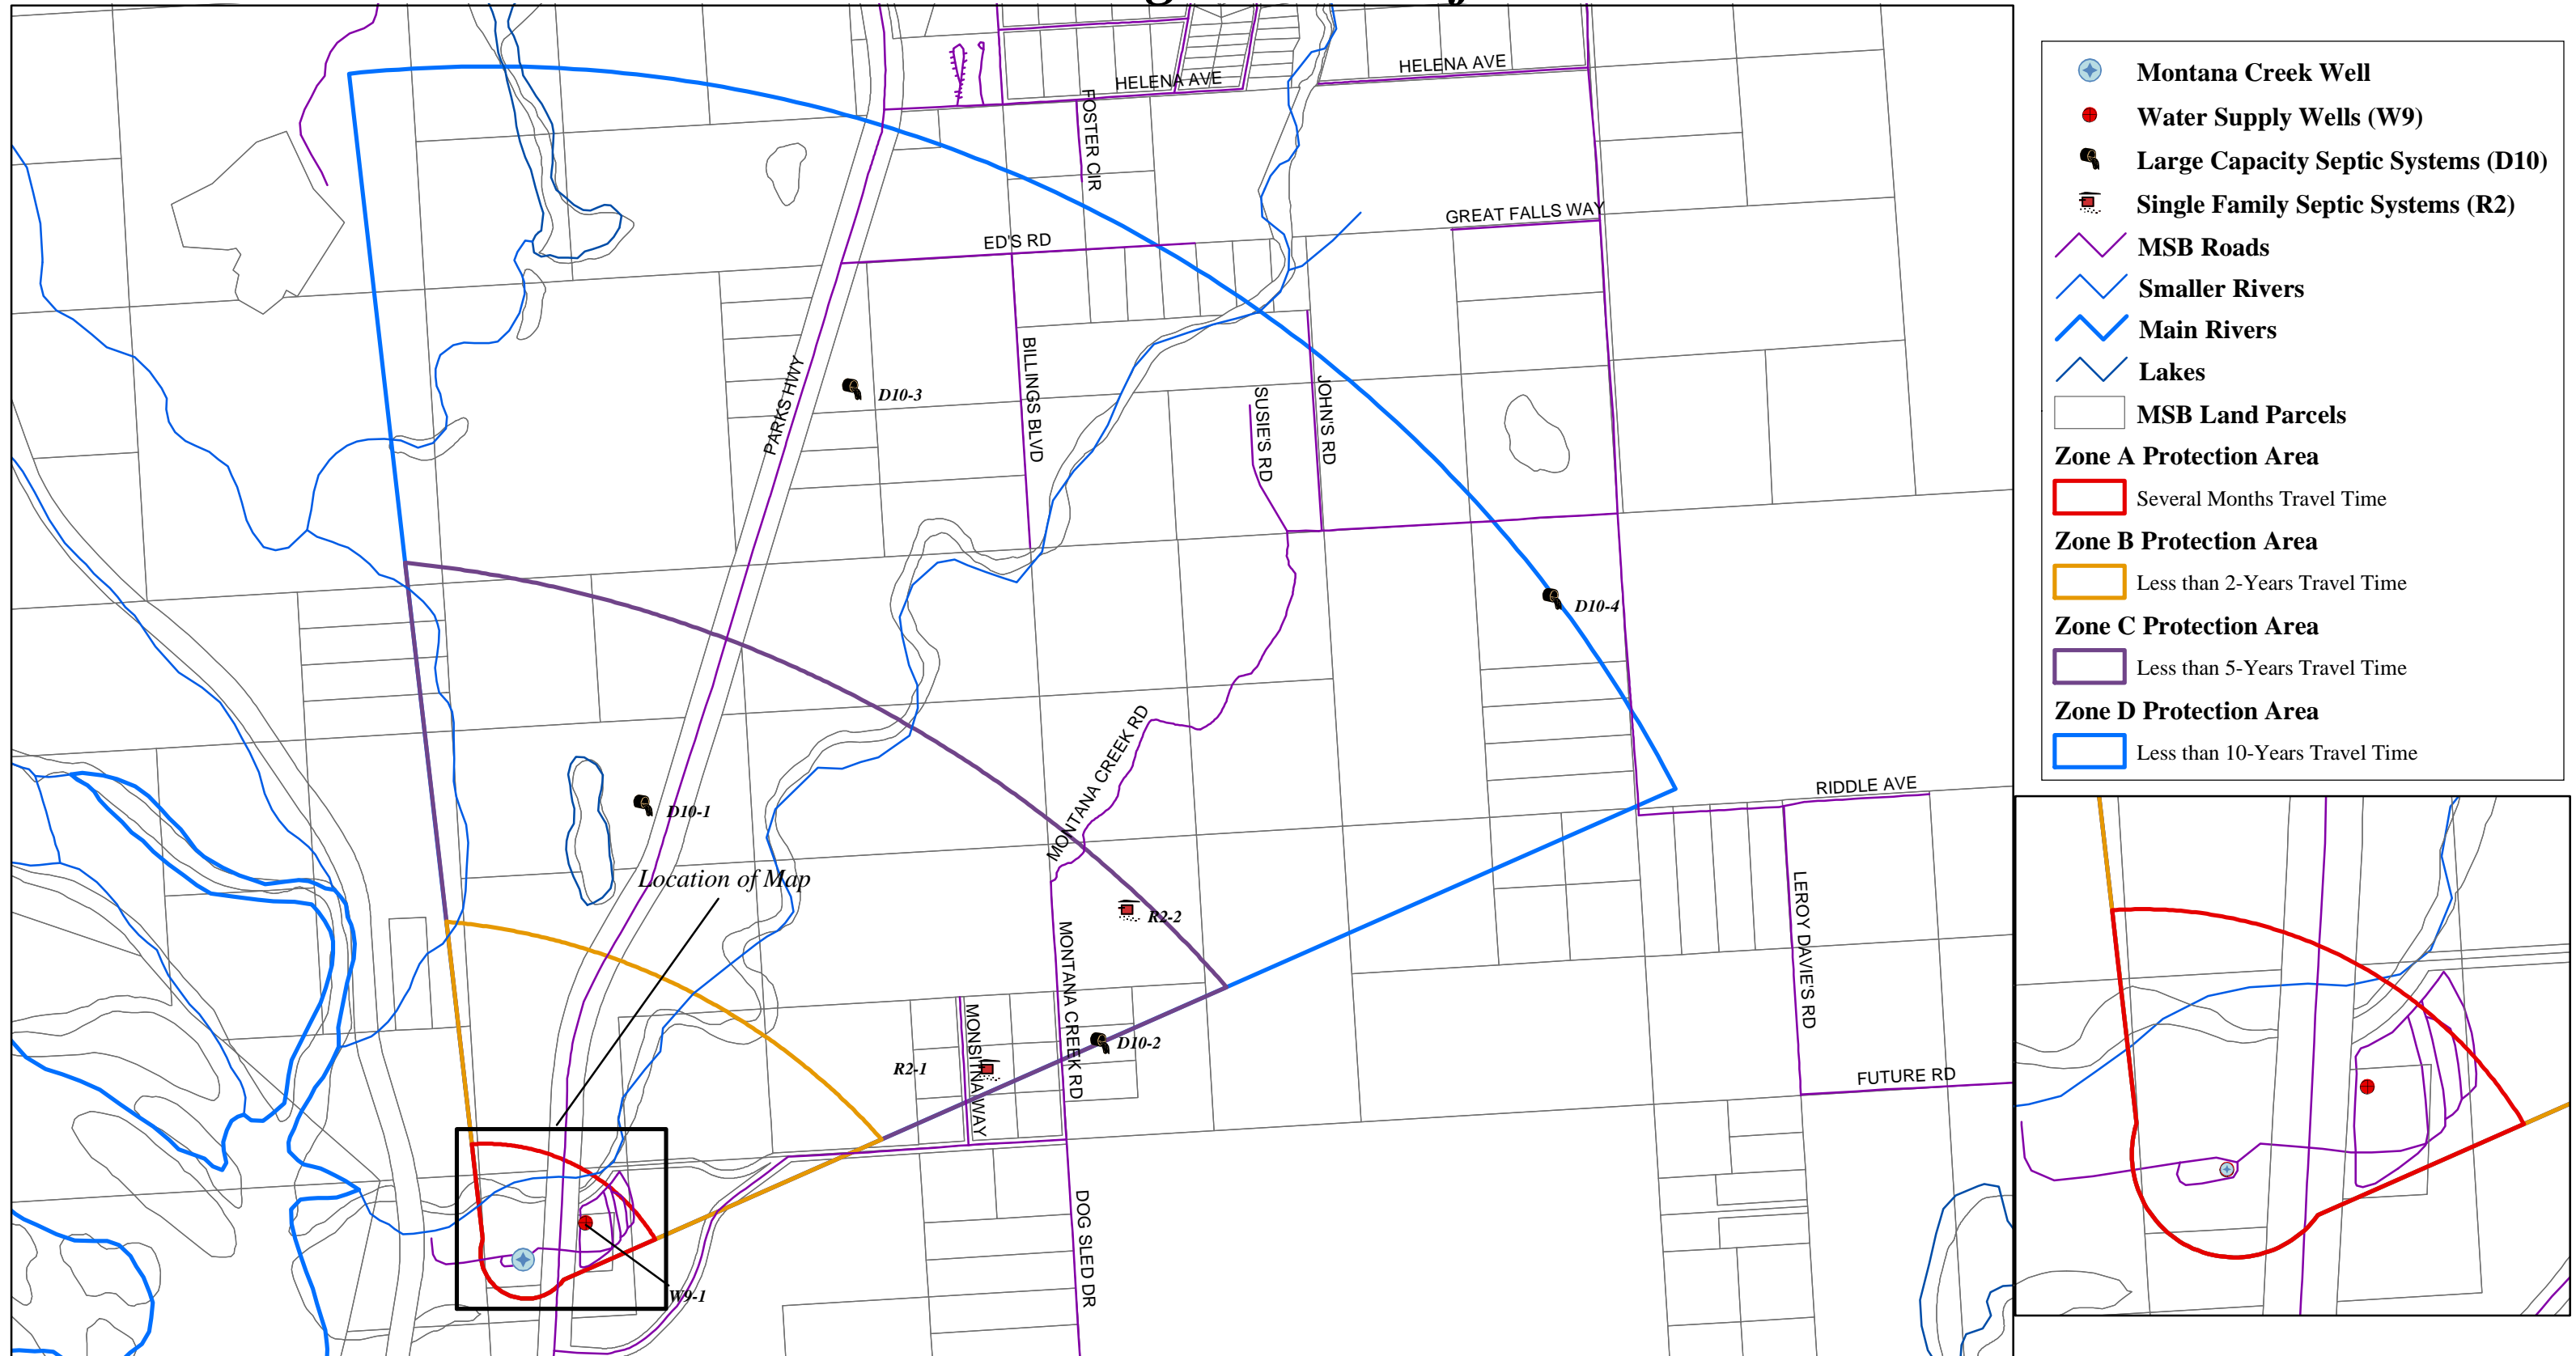 HELENA AVE
HELENA AVE
FOSTER CIR
GREAT FALLS WAY
ED'S RD
PARKS HWY
BILLINGS BLVD
SUSIE'S RD
JOHN'S RD
D10-3
D10-4
MONTANA CREEK RD
D10-1
RIDDLE AVE
Location of Map
R2-2
LEROY DAVIE'S RD
MONTANA CREEK RD
MONSITNA WAY
D10-2
R2-1
FUTURE RD
DOG SLED DR
W9-1
Montana Creek Well
Water Supply Wells (W9)
Large Capacity Septic Systems (D10)
Single Family Septic Systems (R2)
MSB Roads
Smaller Rivers
Main Rivers
Lakes
MSB Land Parcels
Zone A Protection Area
Several Months Travel Time
Zone B Protection Area
Less than 2-Years Travel Time
Zone C Protection Area
Less than 5-Years Travel Time
Zone D Protection Area
Less than 10-Years Travel Time